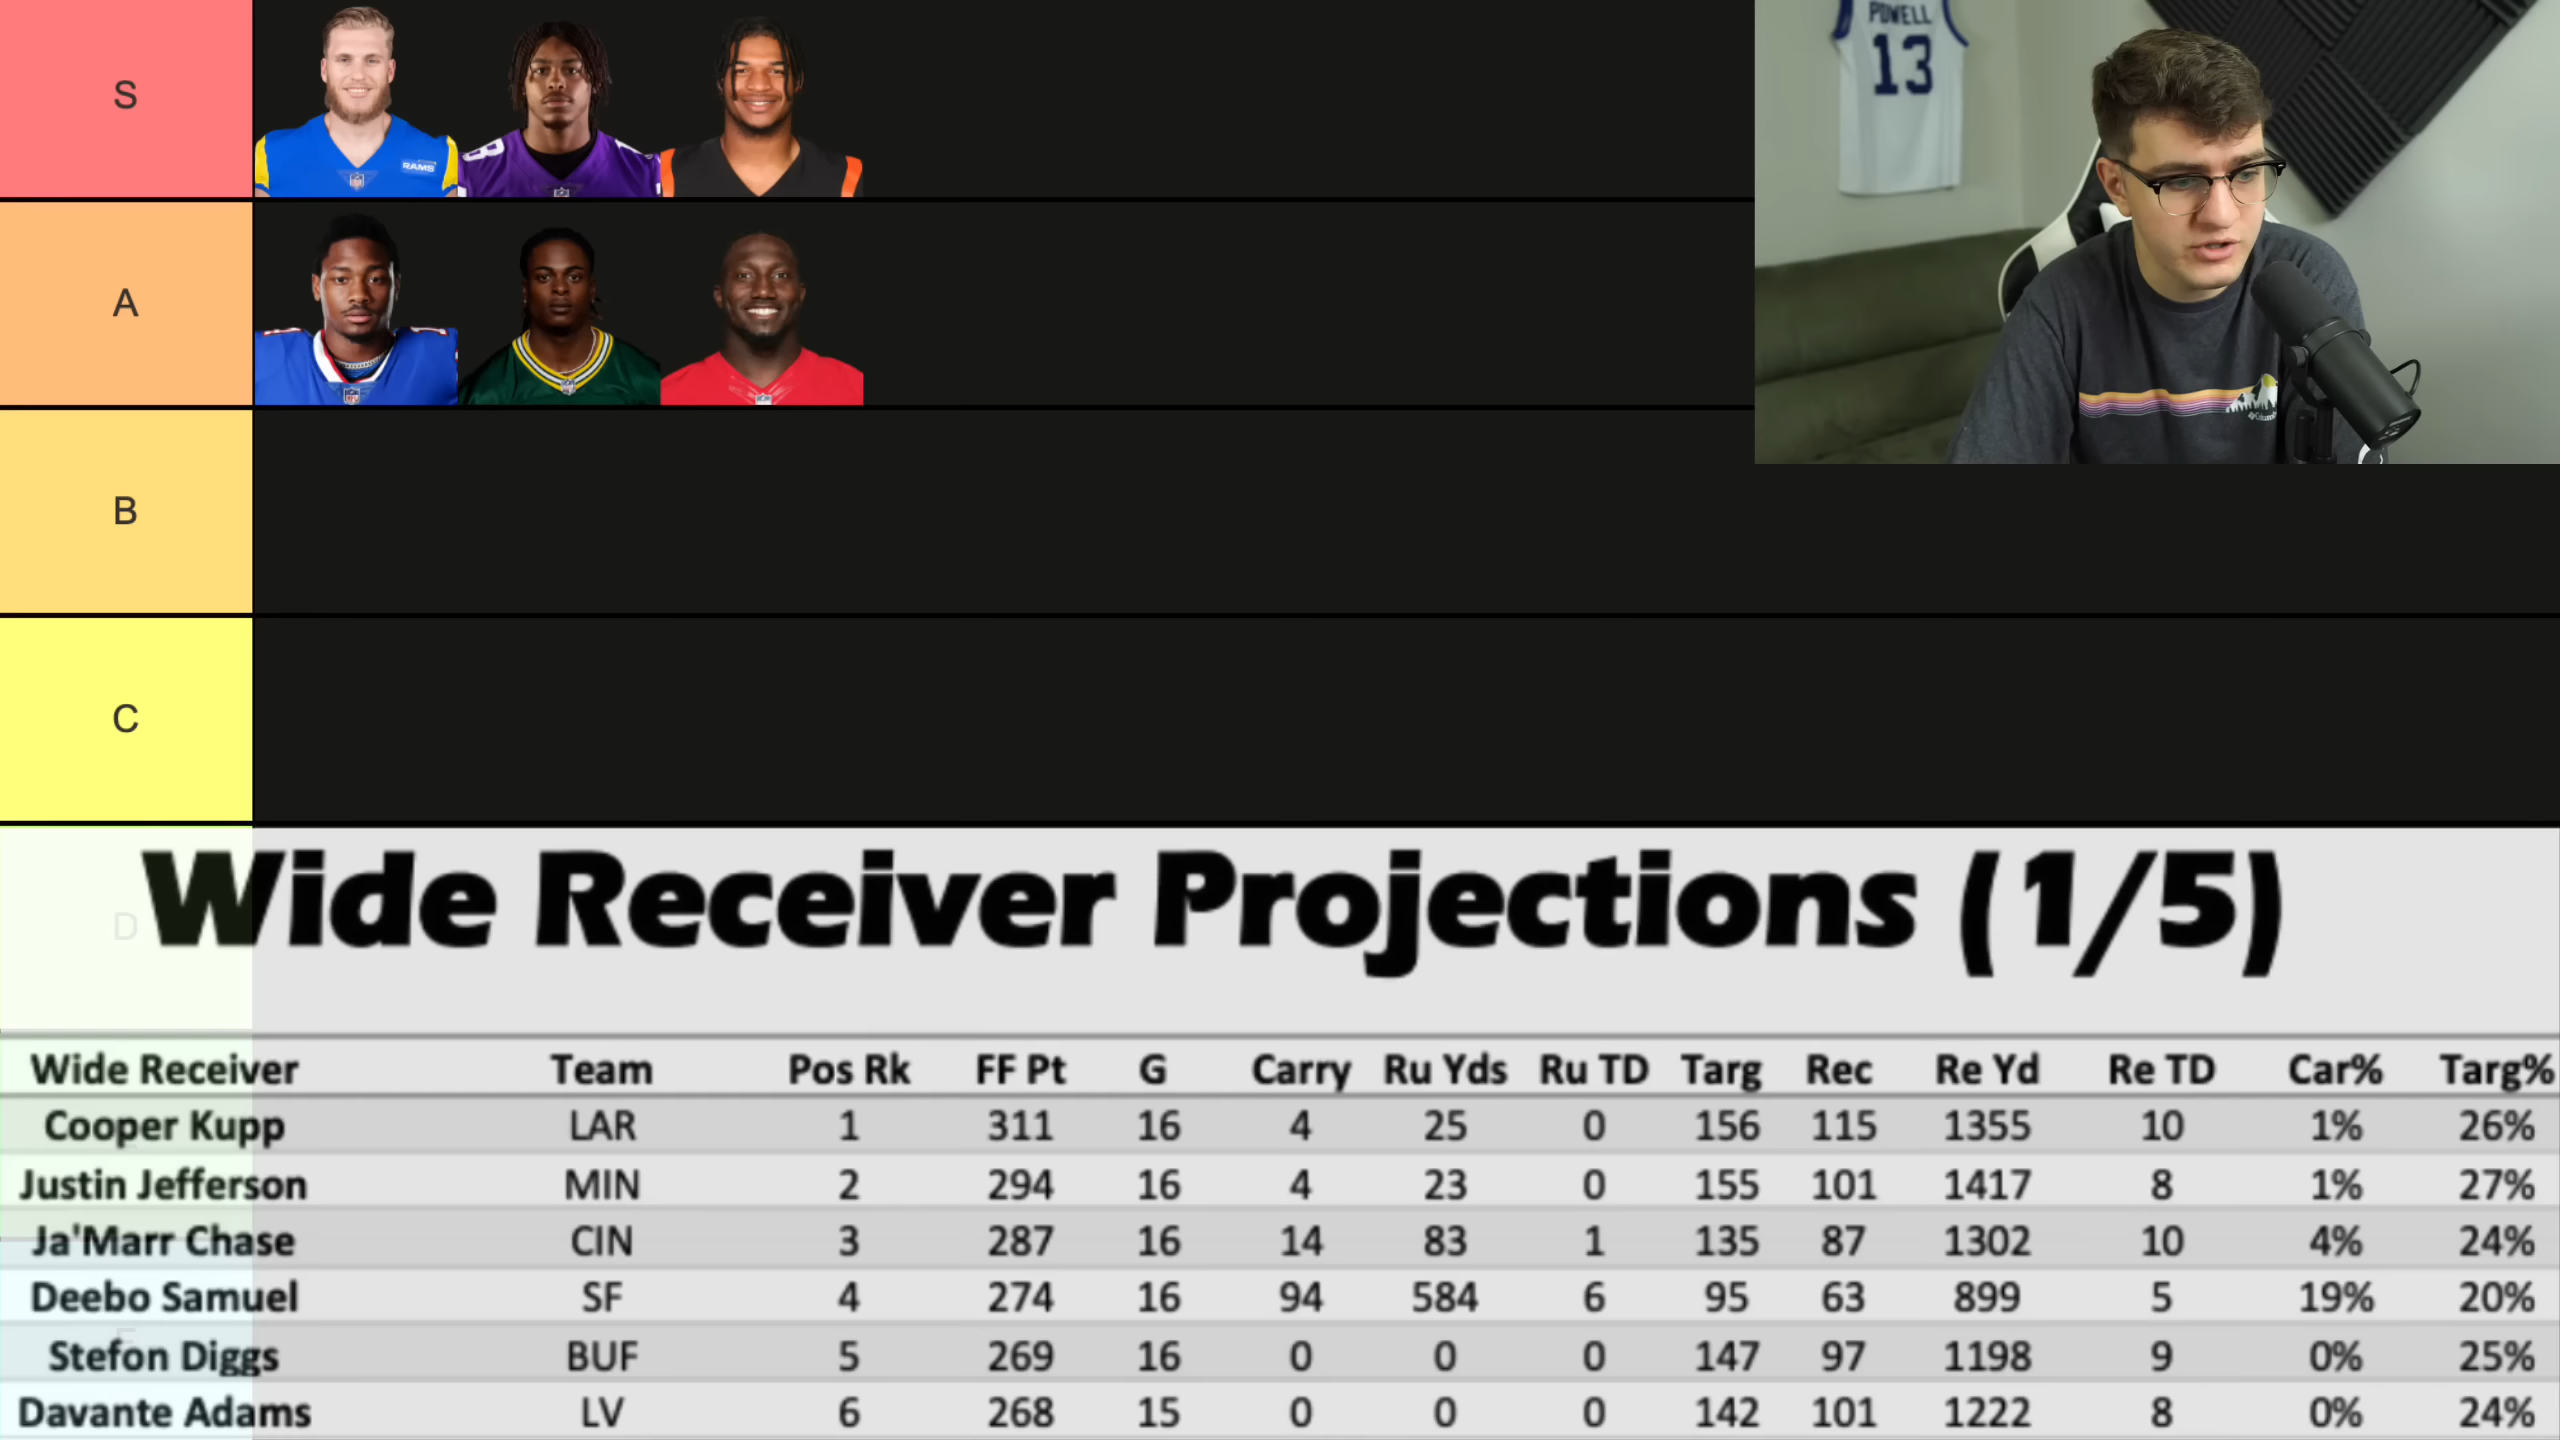 S
RAMS
8
POWELL
13
A
B
C
D
Wide Receiver Projections (1/5)
Wide Receiver Team Pos Rk FF Pt G Carry Ru Yds Ru TD Targ Rec Re Yd Re TD Car% Targ%
Cooper Kupp LAR 1 311 16 4 25 0 156 115 1355 10 1% 26%
Justin Jefferson MIN 2 294 16 4 23 0 155 101 1417 8 1% 27%
Ja'Marr Chase CIN 3 287 16 14 83 1 135 87 1302 10 4% 24%
Deebo Samuel SF 4 274 16 94 584 6 95 63 899 5 19% 20%
Stefon Diggs BUF 5 269 16 0 0 0 147 97 1198 9 0% 25%
Davante Adams LV 6 268 15 0 0 0 142 101 1222 8 0% 24%